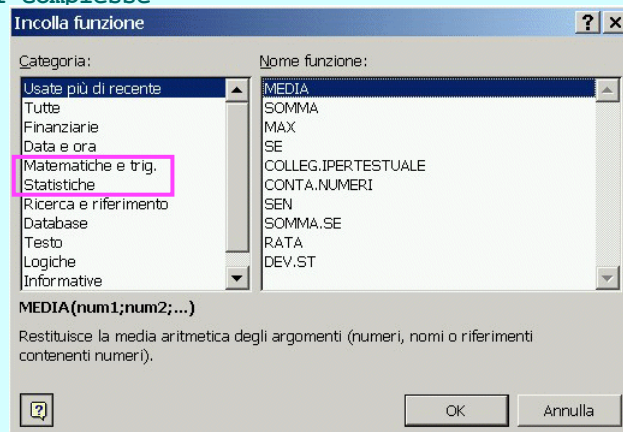 complesse
Incolla funzione
Categoria:
Nome funzione:
Usate più di recente
Tutte
Finanziarie
Data e ora
Matematiche e trig.
Statistiche
Ricerca e riferimento
Database
Testo
Logiche
Informative
MEDIA
SOMMA
MAX
SE
COLLEG.IPERTESTUALE
CONTA.NUMERI
SEN
SOMMA.SE
RATA
DEV.ST
MEDIA(num1;num2;...)
Restituisce la media aritmetica degli argomenti (numeri, nomi o riferimenti
contenenti numeri).
OK
Annulla